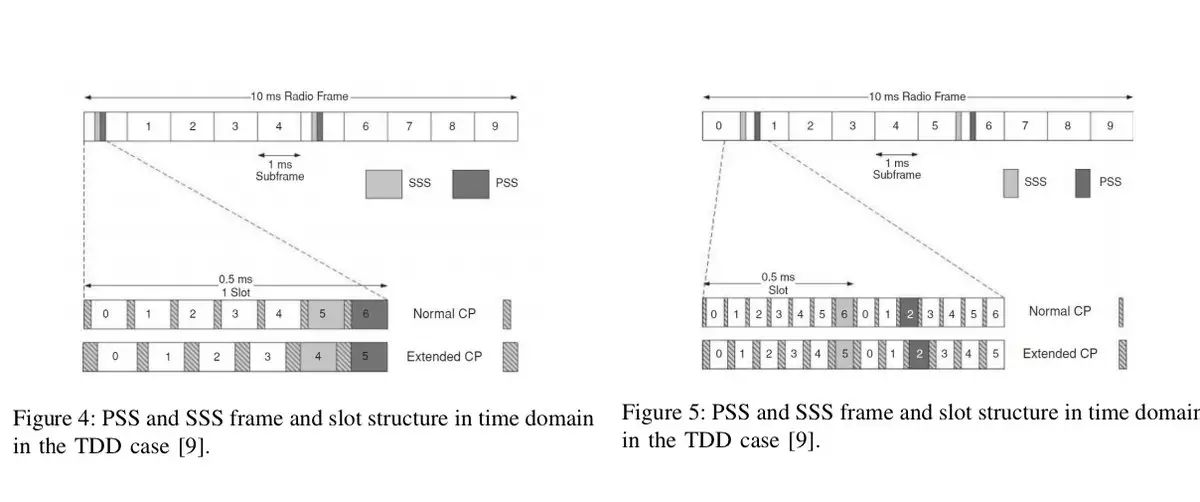 10 ms Radio Frame
1 2 3 4 6 7 8 9
1 ms
Subframe
SSS PSS
0.5 ms
1 Slot
0 1 2 3 4 5 6 Normal CP
0 1 2 3 4 5 Extended CP
Figure 4: PSS and SSS frame and slot structure in time domain
in the TDD case [9].
10 ms Radio Frame
0 1 2 3 4 5 6 7 8 9
1 ms
Subframe
SSS PSS
0.5 ms
Slot
0 1 2 3 4 5 6 0 1 2 3 4 5 6 Normal CP
0 1 2 3 4 5 0 1 2 3 4 5 Extended CP
Figure 5: PSS and SSS frame and slot structure in time domain
in the TDD case [9].